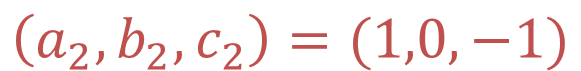 (a₂, b₂, c₂) = (1,0, −1)